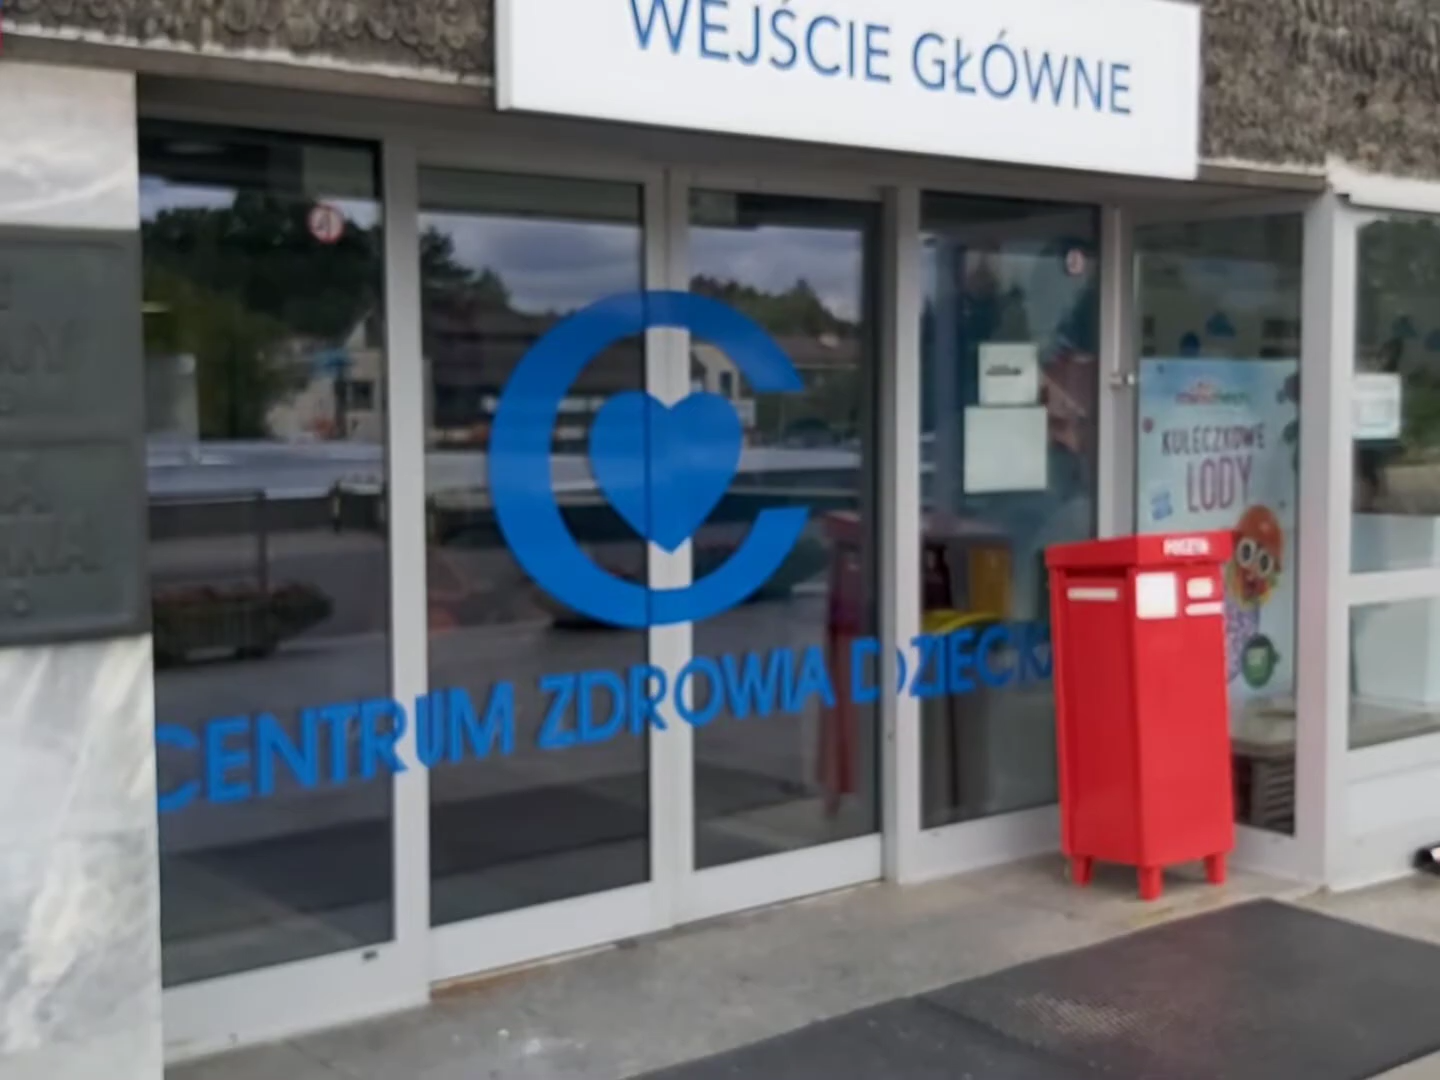 WEJŚCIE GŁÓWNE
CENTRUM ZDROWIA DZIECKA
KULECZKOWE
LODY
POCZTA